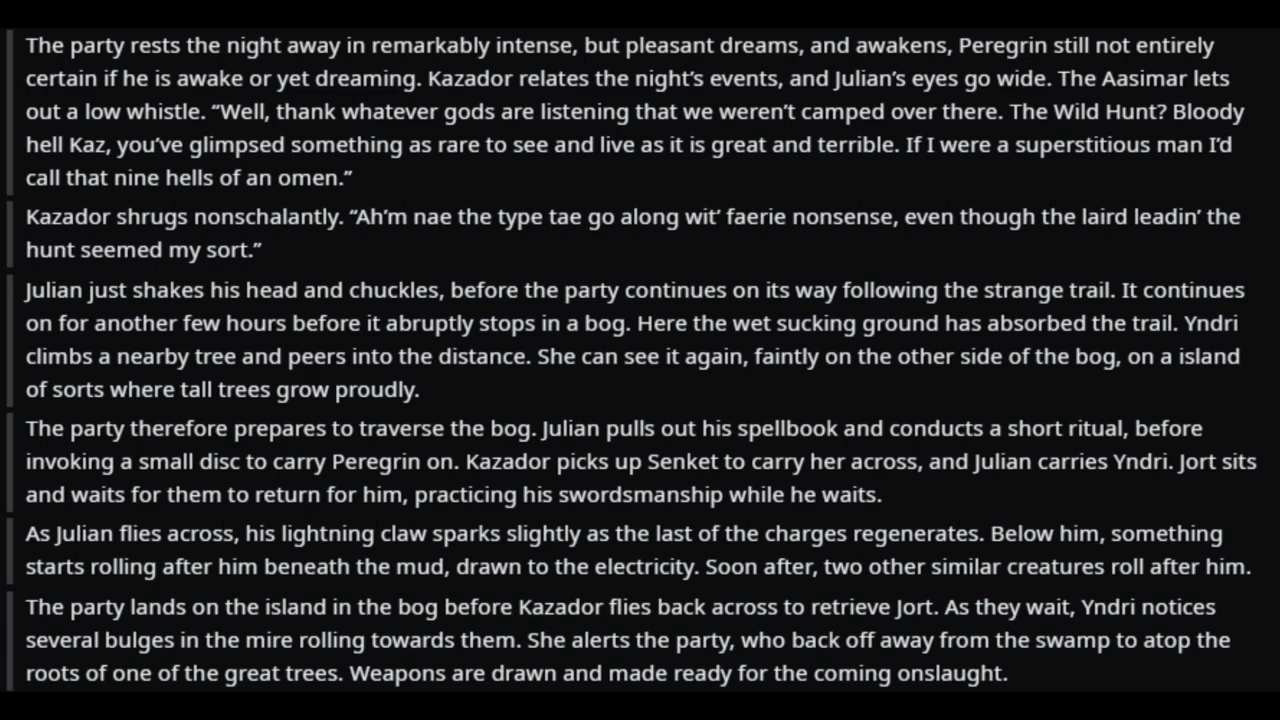 The party rests the night away in remarkably intense, but pleasant dreams, and awakens, Peregrin still not entirely
certain if he is awake or yet dreaming. Kazador relates the night’s events, and Julian’s eyes go wide. The Aasimar lets
out a low whistle. “Well, thank whatever gods are listening that we weren’t camped over there. The Wild Hunt? Bloody
hell Kaz, you’ve glimpsed something as rare to see and live as it is great and terrible. If I were a superstitious man I’d
call that nine hells of an omen.”
Kazador shrugs nonschalantly. “Ah’m nae the type tae go along wit’ faerie nonsense, even though the laird leadin’ the
hunt seemed my sort.”
Julian just shakes his head and chuckles, before the party continues on its way following the strange trail. It continues
on for another few hours before it abruptly stops in a bog. Here the wet sucking ground has absorbed the trail. Yndri
climbs a nearby tree and peers into the distance. She can see it again, faintly on the other side of the bog, on a island
of sorts where tall trees grow proudly.
The party therefore prepares to traverse the bog. Julian pulls out his spellbook and conducts a short ritual, before
invoking a small disc to carry Peregrin on. Kazador picks up Senket to carry her across, and Julian carries Yndri. Jort sits
and waits for them to return for him, practicing his swordsmanship while he waits.
As Julian flies across, his lightning claw sparks slightly as the last of the charges regenerates. Below him, something
starts rolling after him beneath the mud, drawn to the electricity. Soon after, two other similar creatures roll after him.
The party lands on the island in the bog before Kazador flies back across to retrieve Jort. As they wait, Yndri notices
several bulges in the mire rolling towards them. She alerts the party, who back off away from the swamp to atop the
roots of one of the great trees. Weapons are drawn and made ready for the coming onslaught.